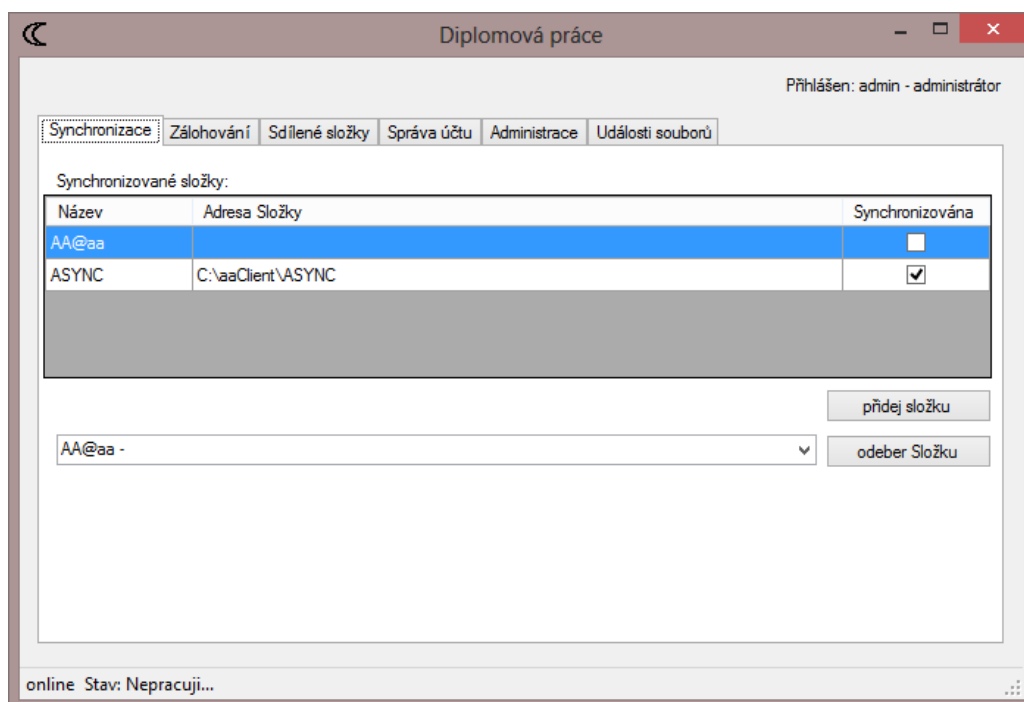 Diplomová práce
Přihlášen: admin - administrátor
Synchronizace Zálohování Sdílené složky Správa účtu Administrace Události souborů
Synchronizované složky:
Název Adresa Složky Synchronizována
AA@aa
ASYNC C:\aaClient\ASYNC
přidej složku
AA@aa - odeber Složku
online Stav: Nepracuji...